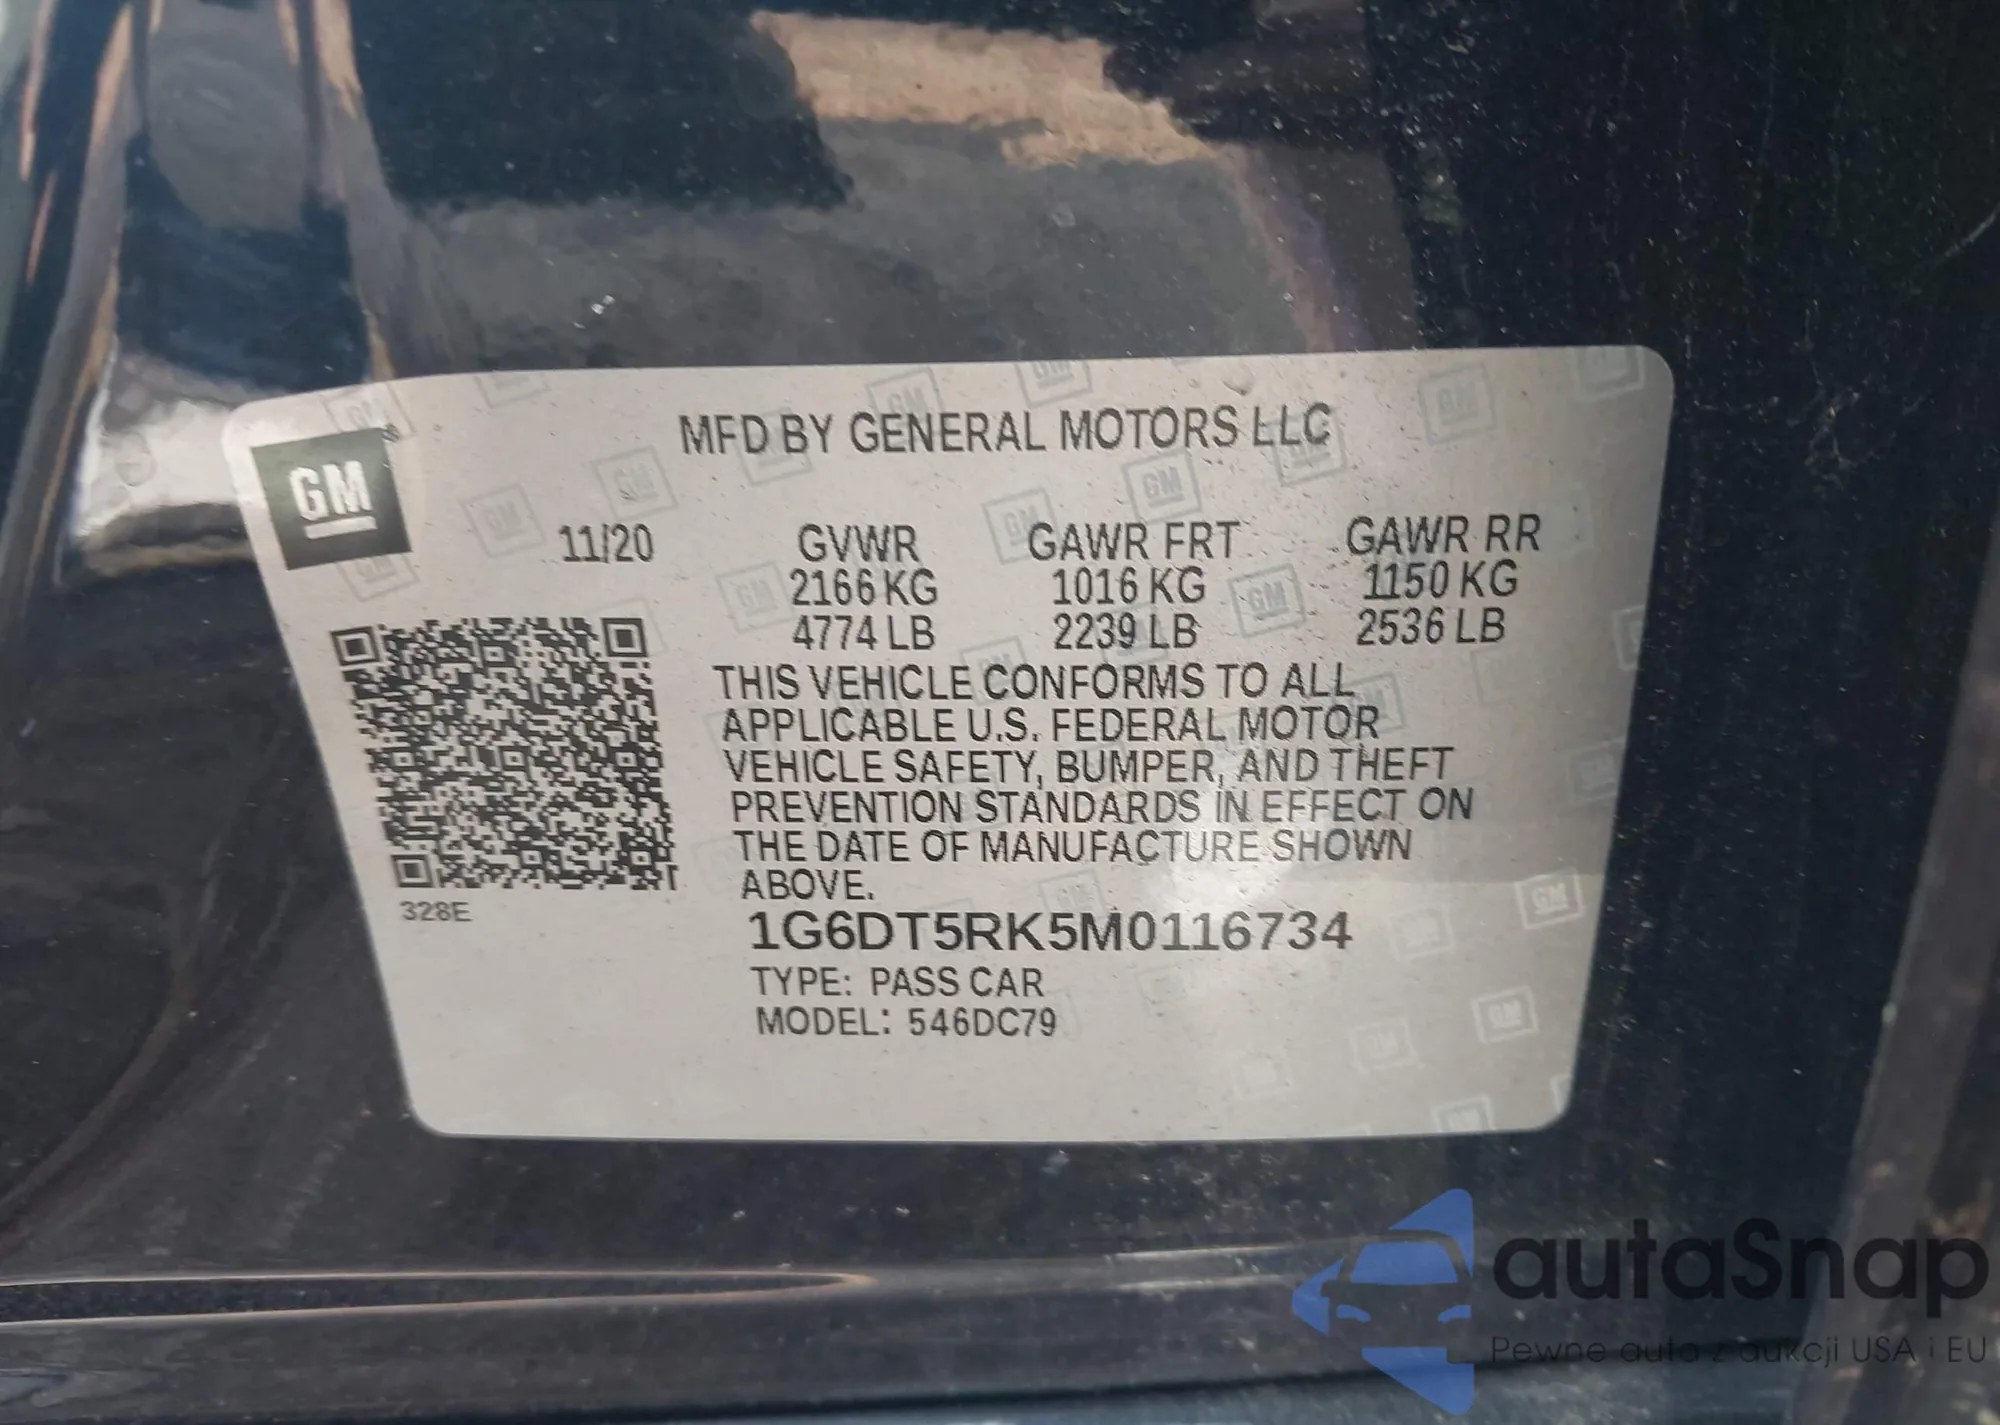 MFD BY GENERAL MOTORS LLC
GM
11/20 GVWR GAWR FRT GAWR RR
2166 KG 1016 KG 1150 KG
4774 LB 2239 LB 2536 LB
THIS VEHICLE CONFORMS TO ALL
APPLICABLE U.S. FEDERAL MOTOR
VEHICLE SAFETY, BUMPER, AND THEFT
PREVENTION STANDARDS IN EFFECT ON
THE DATE OF MANUFACTURE SHOWN
ABOVE.
328E
1G6DT5RK5M0116734
TYPE: PASS CAR
MODEL: 546DC79
autaSnap
Pewne auta z aukcji USA i EU